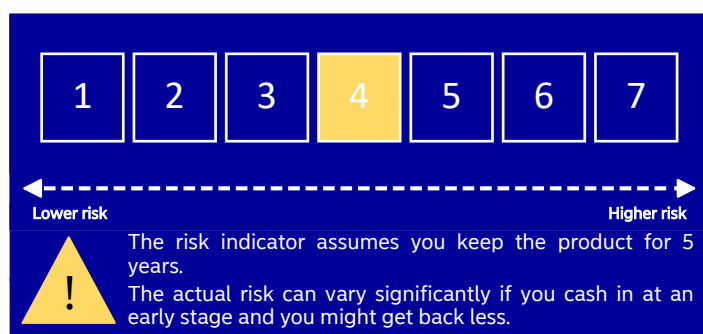 1 2 3 4 5 6 7
Lower risk Higher risk
The risk indicator assumes you keep the product for 5
years.
!
The actual risk can vary significantly if you cash in at an
early stage and you might get back less.